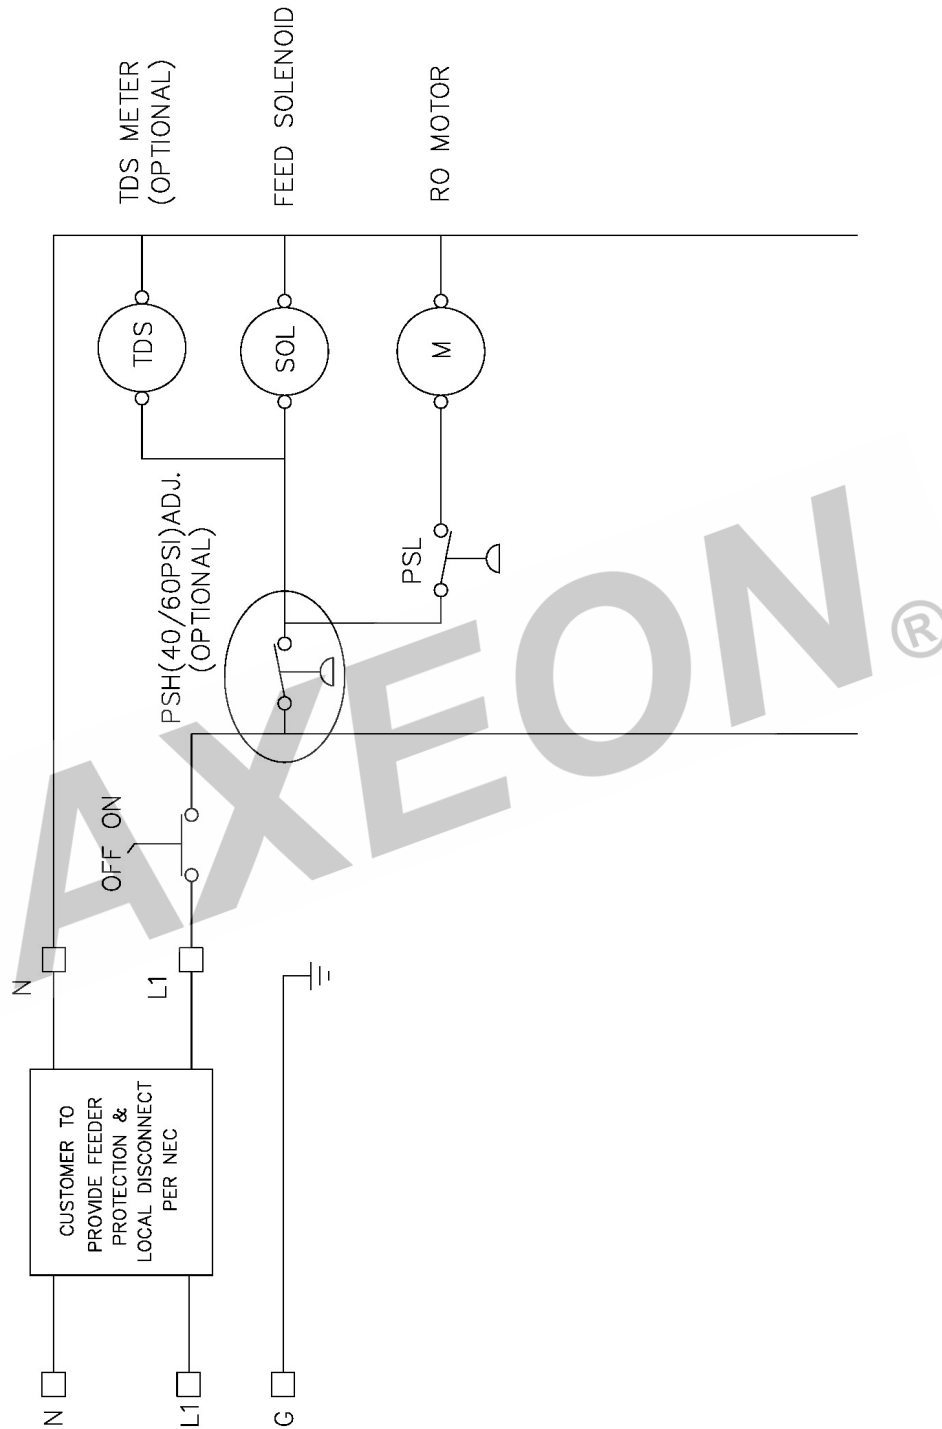 N
L1
G
CUSTOMER TO
PROVIDE FEEDER
PROTECTION &
LOCAL DISCONNECT
PER NEC
N
L1
OFF ON
PSH(40/60PSI)ADJ.
(OPTIONAL)
PSL
TDS
SOL
M
TDS METER
(OPTIONAL)
FEED SOLENOID
RO MOTOR
AXEON®